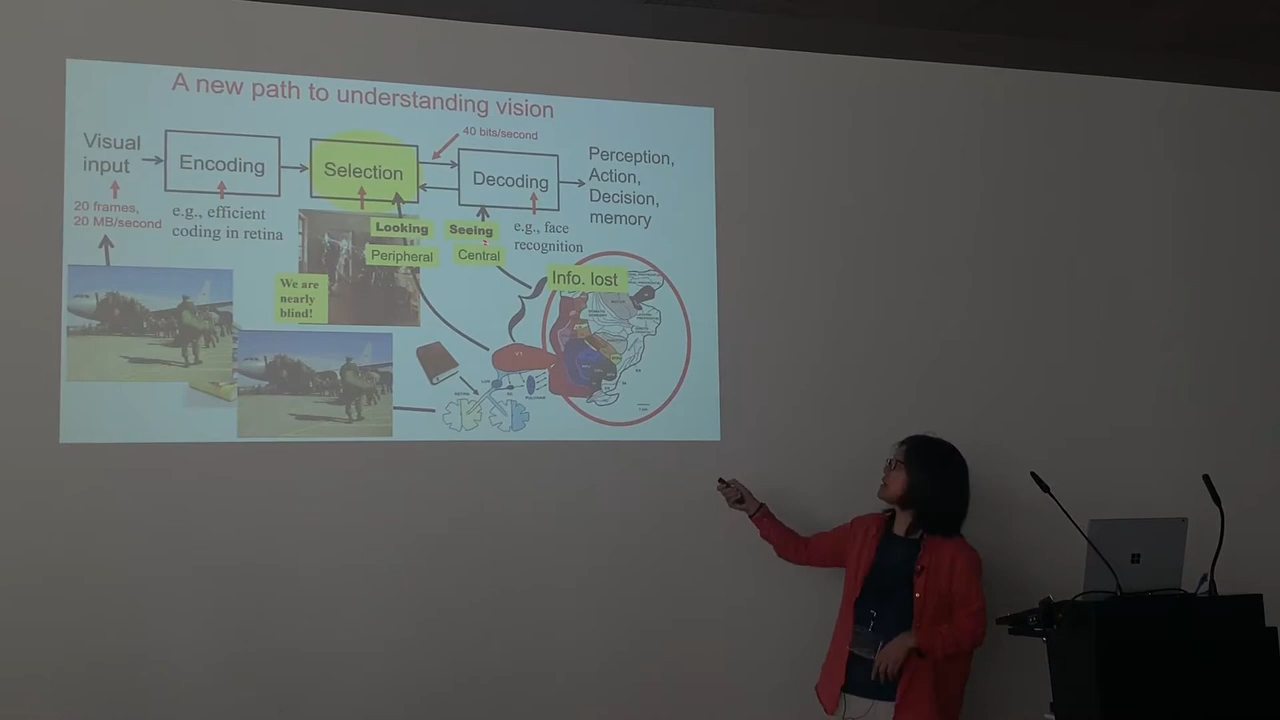 A new path to understanding vision
40 bits/second
Visual
input
Encoding
Selection
Decoding
Perception,
Action,
Decision,
memory
20 frames,
20 MB/second
e.g., efficient
coding in retina
Looking
Seeing
e.g., face
recognition
Peripheral
Central
We are
nearly
blind!
Info. lost
V1